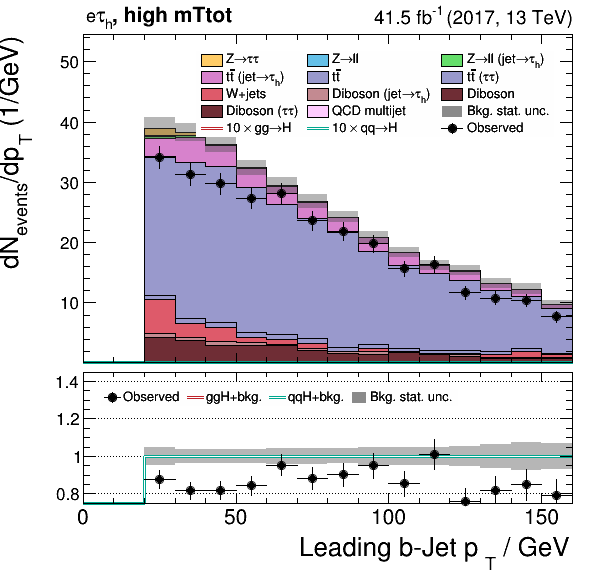 eτh, high mTtot 41.5 fb⁻¹ (2017, 13 TeV)
dN_events/dp_T (1/GeV)
50
40
30
20
10
Z→ττ Z→ll Z→ll (jet→τh)
tt̄ (jet→τh) tt̄ tt̄ (ττ)
W+jets Diboson (jet→τh) Diboson
Diboson (ττ) QCD multijet Bkg. stat. unc.
10 × gg→H 10 × qq→H Observed
1.4
1.2
1
0.8
Observed ggH+bkg. qqH+bkg. Bkg. stat. unc.
0 50 100 150
Leading b-Jet p_T / GeV